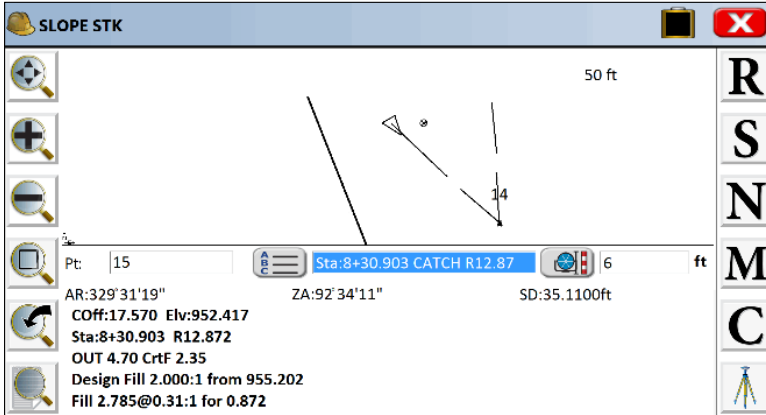 SLOPE STK
X
50 ft
R
S
14
N
Pt: 15 A B C Sta:8+30.903 CATCH R12.87 6 ft
M
AR:329°31'19" ZA:92°34'11" SD:35.1100ft
COff:17.570 Elv:952.417
Sta:8+30.903 R12.872
C
OUT 4.70 CrtF 2.35
Design Fill 2.000:1 from 955.202
Fill 2.785@0.31:1 for 0.872